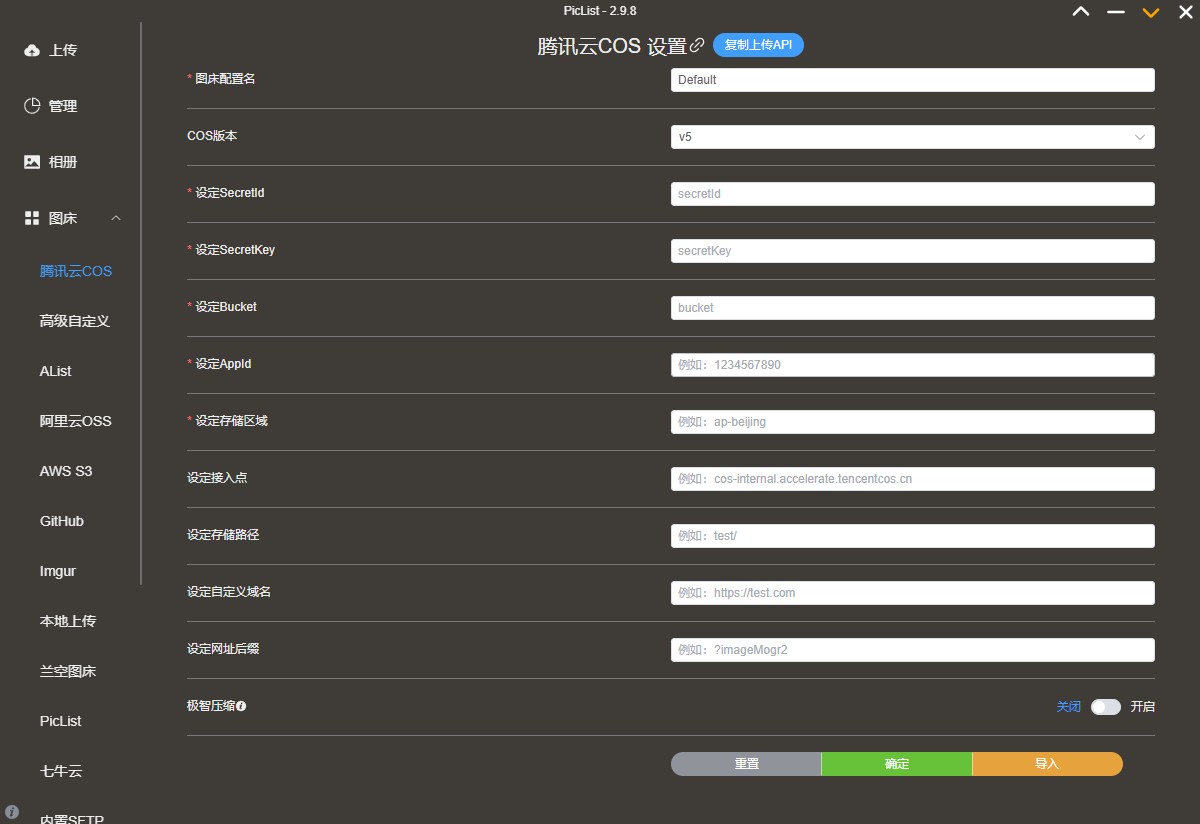 PicList - 2.9.8
上传
管理
相册
图床
腾讯云COS
高级自定义
AList
阿里云OSS
AWS S3
GitHub
Imgur
本地上传
兰空图床
PicList
七牛云
内置SFTP
腾讯云COS 设置 复制上传API
* 图床配置名 Default
COS版本 v5
* 设定SecretId secretId
* 设定SecretKey secretKey
* 设定Bucket bucket
* 设定AppId 例如：1234567890
* 设定存储区域 例如：ap-beijing
设定接入点 例如：cos-internal.accelerate.tencentcos.cn
设定存储路径 例如：test/
设定自定义域名 例如：https://test.com
设定网址后缀 例如：?imageMogr2
极智压缩 关闭 开启
重置 确定 导入